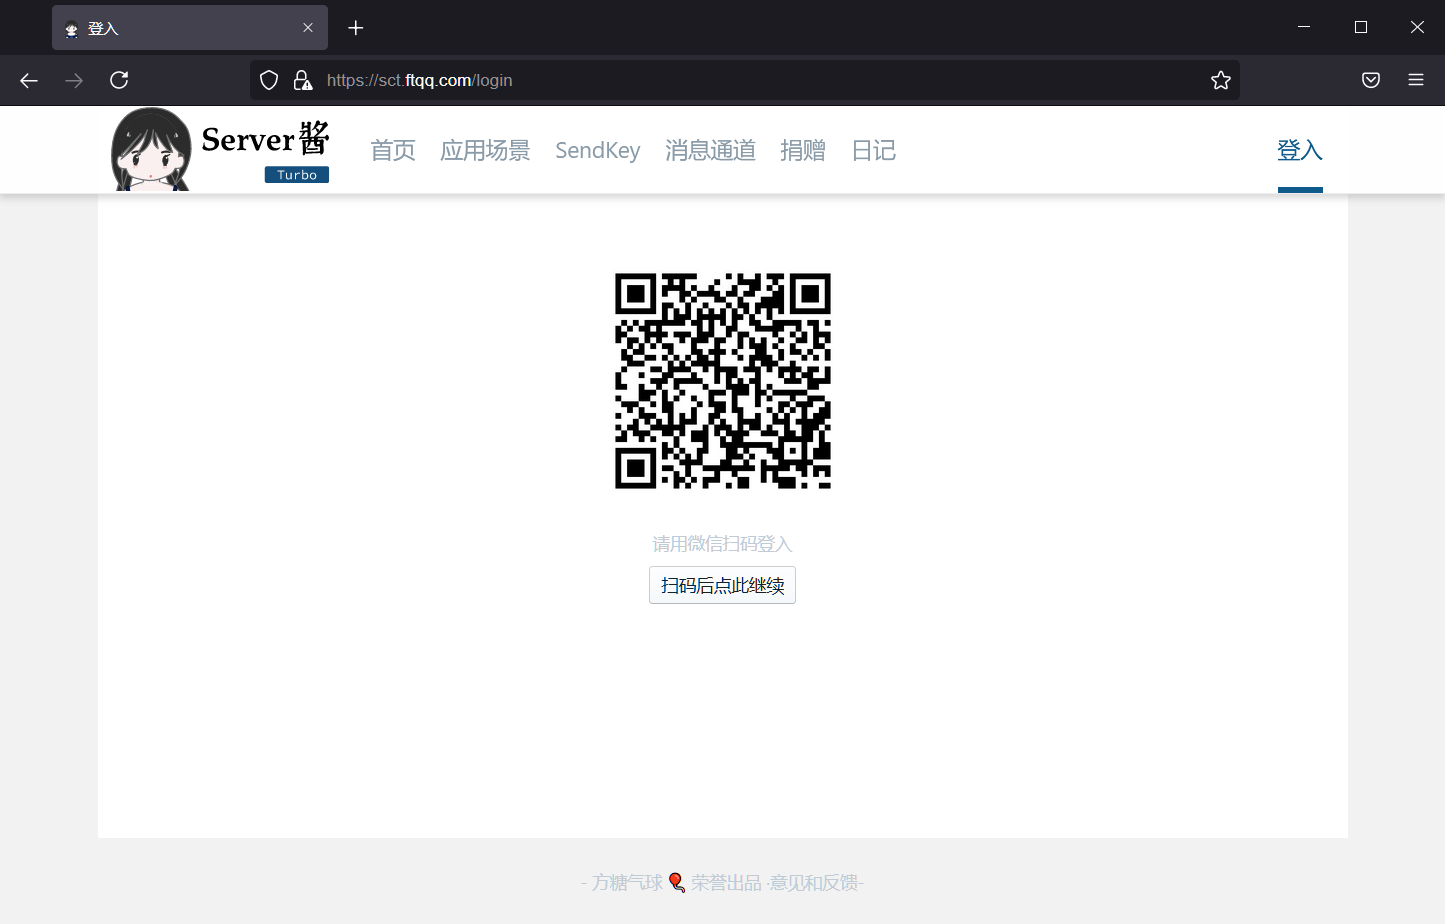 登入
https://sct.ftqq.com/login
Server酱
Turbo
首页 应用场景 SendKey 消息通道 捐赠 日记 登入
请用微信扫码登入
扫码后点此继续
- 方糖气球🎈荣誉出品 ·意见和反馈-